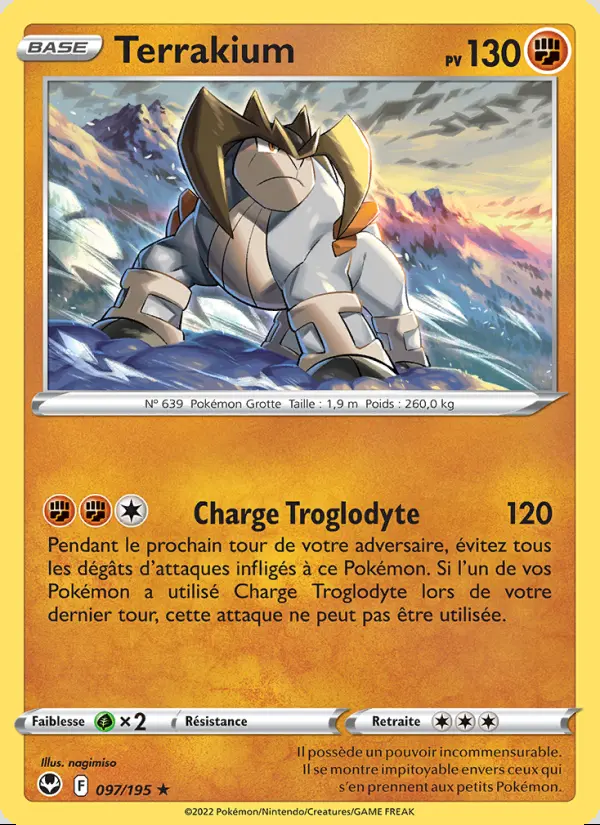 BASE Terrakium PV 130
N° 639 Pokémon Grotte Taille : 1,9 m Poids : 260,0 kg
Charge Troglodyte 120
Pendant le prochain tour de votre adversaire, évitez tous
les dégâts d'attaques infligés à ce Pokémon. Si l'un de vos
Pokémon a utilisé Charge Troglodyte lors de votre
dernier tour, cette attaque ne peut pas être utilisée.
Faiblesse ×2 Résistance Retraite
Illus. nagimiso
Il possède un pouvoir incommensurable.
Il se montre impitoyable envers ceux qui
s'en prennent aux petits Pokémon.
F 097/195 ★
©2022 Pokémon/Nintendo/Creatures/GAME FREAK